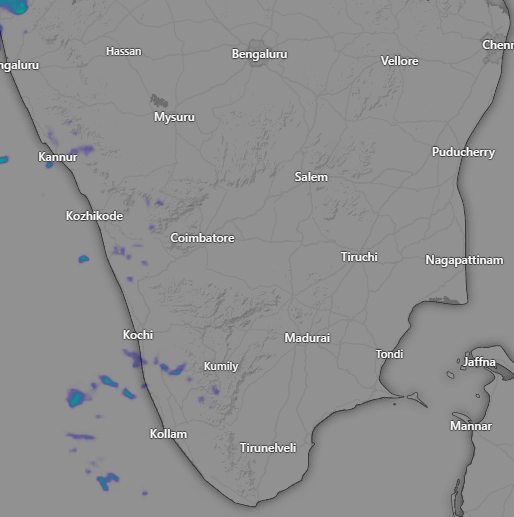 Hassan
Bengaluru
Chenn
Vellore
ngaluru
Mysuru
Kannur
Puducherry
Salem
Kozhikode
Coimbatore
Tiruchi
Nagapattinam
Kochi
Madurai
Tondi
Kumily
Jaffna
Mannar
Kollam
Tirunelveli